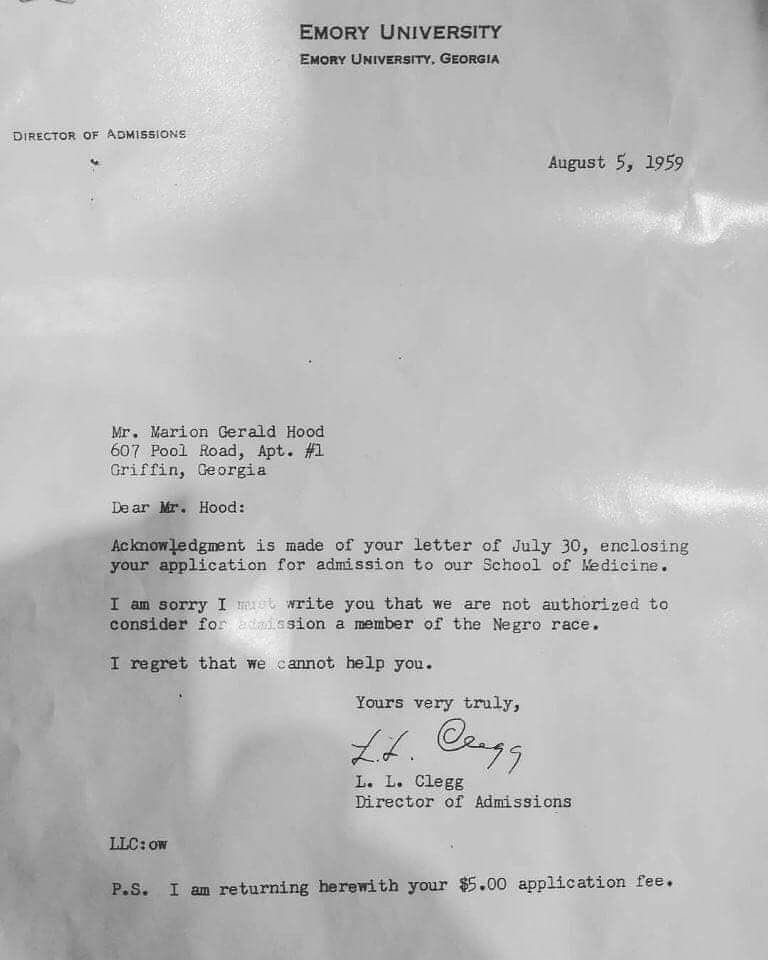 EMORY UNIVERSITY
EMORY UNIVERSITY, GEORGIA
DIRECTOR OF ADMISSIONS
August 5, 1959
Mr. Marion Gerald Hood
607 Pool Road, Apt. #1
Griffin, Georgia
Dear Mr. Hood:
Acknowledgment is made of your letter of July 30, enclosing
your application for admission to our School of Medicine.
I am sorry I must write you that we are not authorized to
consider for admission a member of the Negro race.
I regret that we cannot help you.
Yours very truly,
L.L. Clegg
L. L. Clegg
Director of Admissions
LLC:ow
P.S. I am returning herewith your $5.00 application fee.